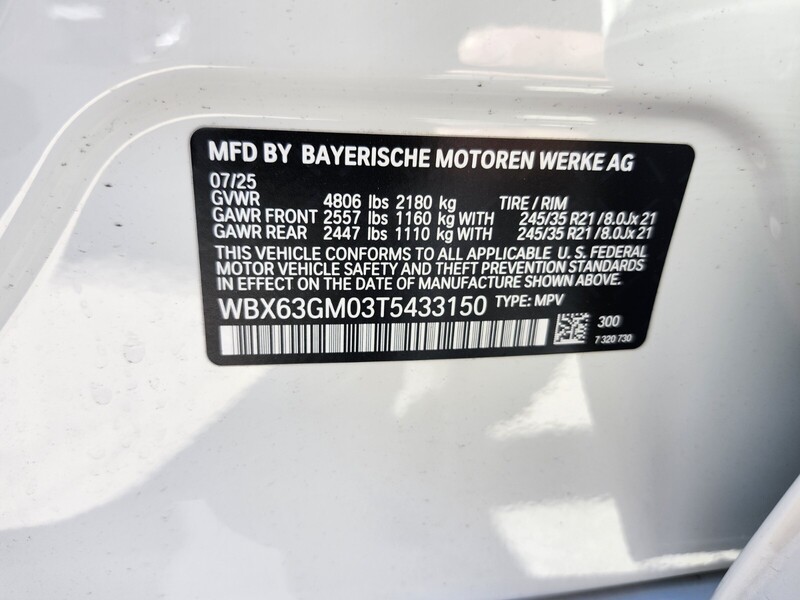 MFD BY BAYERISCHE MOTOREN WERKE AG
07/25
GVWR 4806 lbs 2180 kg TIRE / RIM
GAWR FRONT 2557 lbs 1160 kg WITH 245/35 R21 / 8.0Jx 21
GAWR REAR 2447 lbs 1110 kg WITH 245/35 R21 / 8.0Jx 21
THIS VEHICLE CONFORMS TO ALL APPLICABLE U. S. FEDERAL
MOTOR VEHICLE SAFETY AND THEFT PREVENTION STANDARDS
IN EFFECT ON THE DATE OF MANUFACTURE SHOWN ABOVE.
WBX63GM03T5433150 TYPE: MPV
300
7 320 730